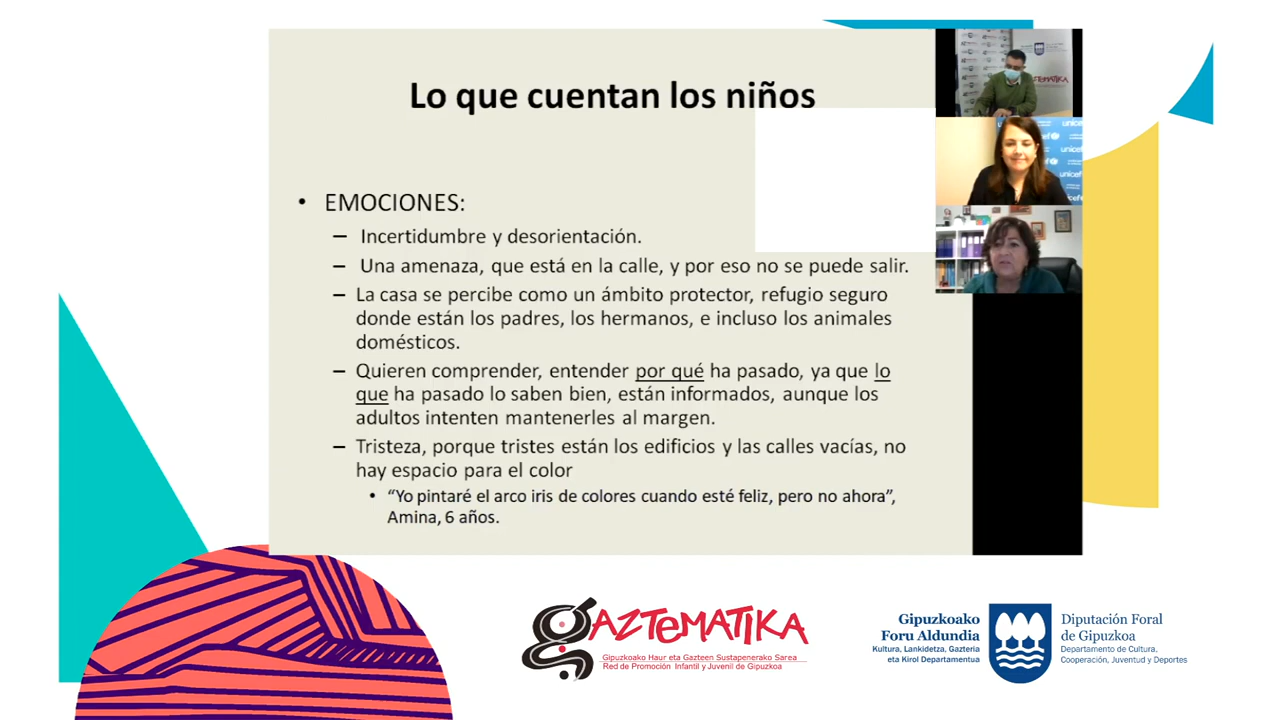 Lo que cuentan los niños
• EMOCIONES:
– Incertidumbre y desorientación.
– Una amenaza, que está en la calle, y por eso no se puede salir.
– La casa se percibe como un ámbito protector, refugio seguro
donde están los padres, los hermanos, e incluso los animales
domésticos.
– Quieren comprender, entender por qué ha pasado, ya que lo
que ha pasado lo saben bien, están informados, aunque los
adultos intenten mantenerles al margen.
– Tristeza, porque tristes están los edificios y las calles vacías, no
hay espacio para el color
• “Yo pintaré el arco iris de colores cuando esté feliz, pero no ahora”,
Amina, 6 años.
unicef
GAZTEMATIKA
Gipuzkoako Haur eta Gazteen Sustapenerako Sarea
Red de Promoción Infantil y Juvenil de Gipuzkoa
Gipuzkoako
Foru Aldundia
Kultura, Lankidetza, Gazteria
eta Kirol Departamentua
Diputación Foral
de Gipuzkoa
Departamento de Cultura,
Cooperación, Juventud y Deportes